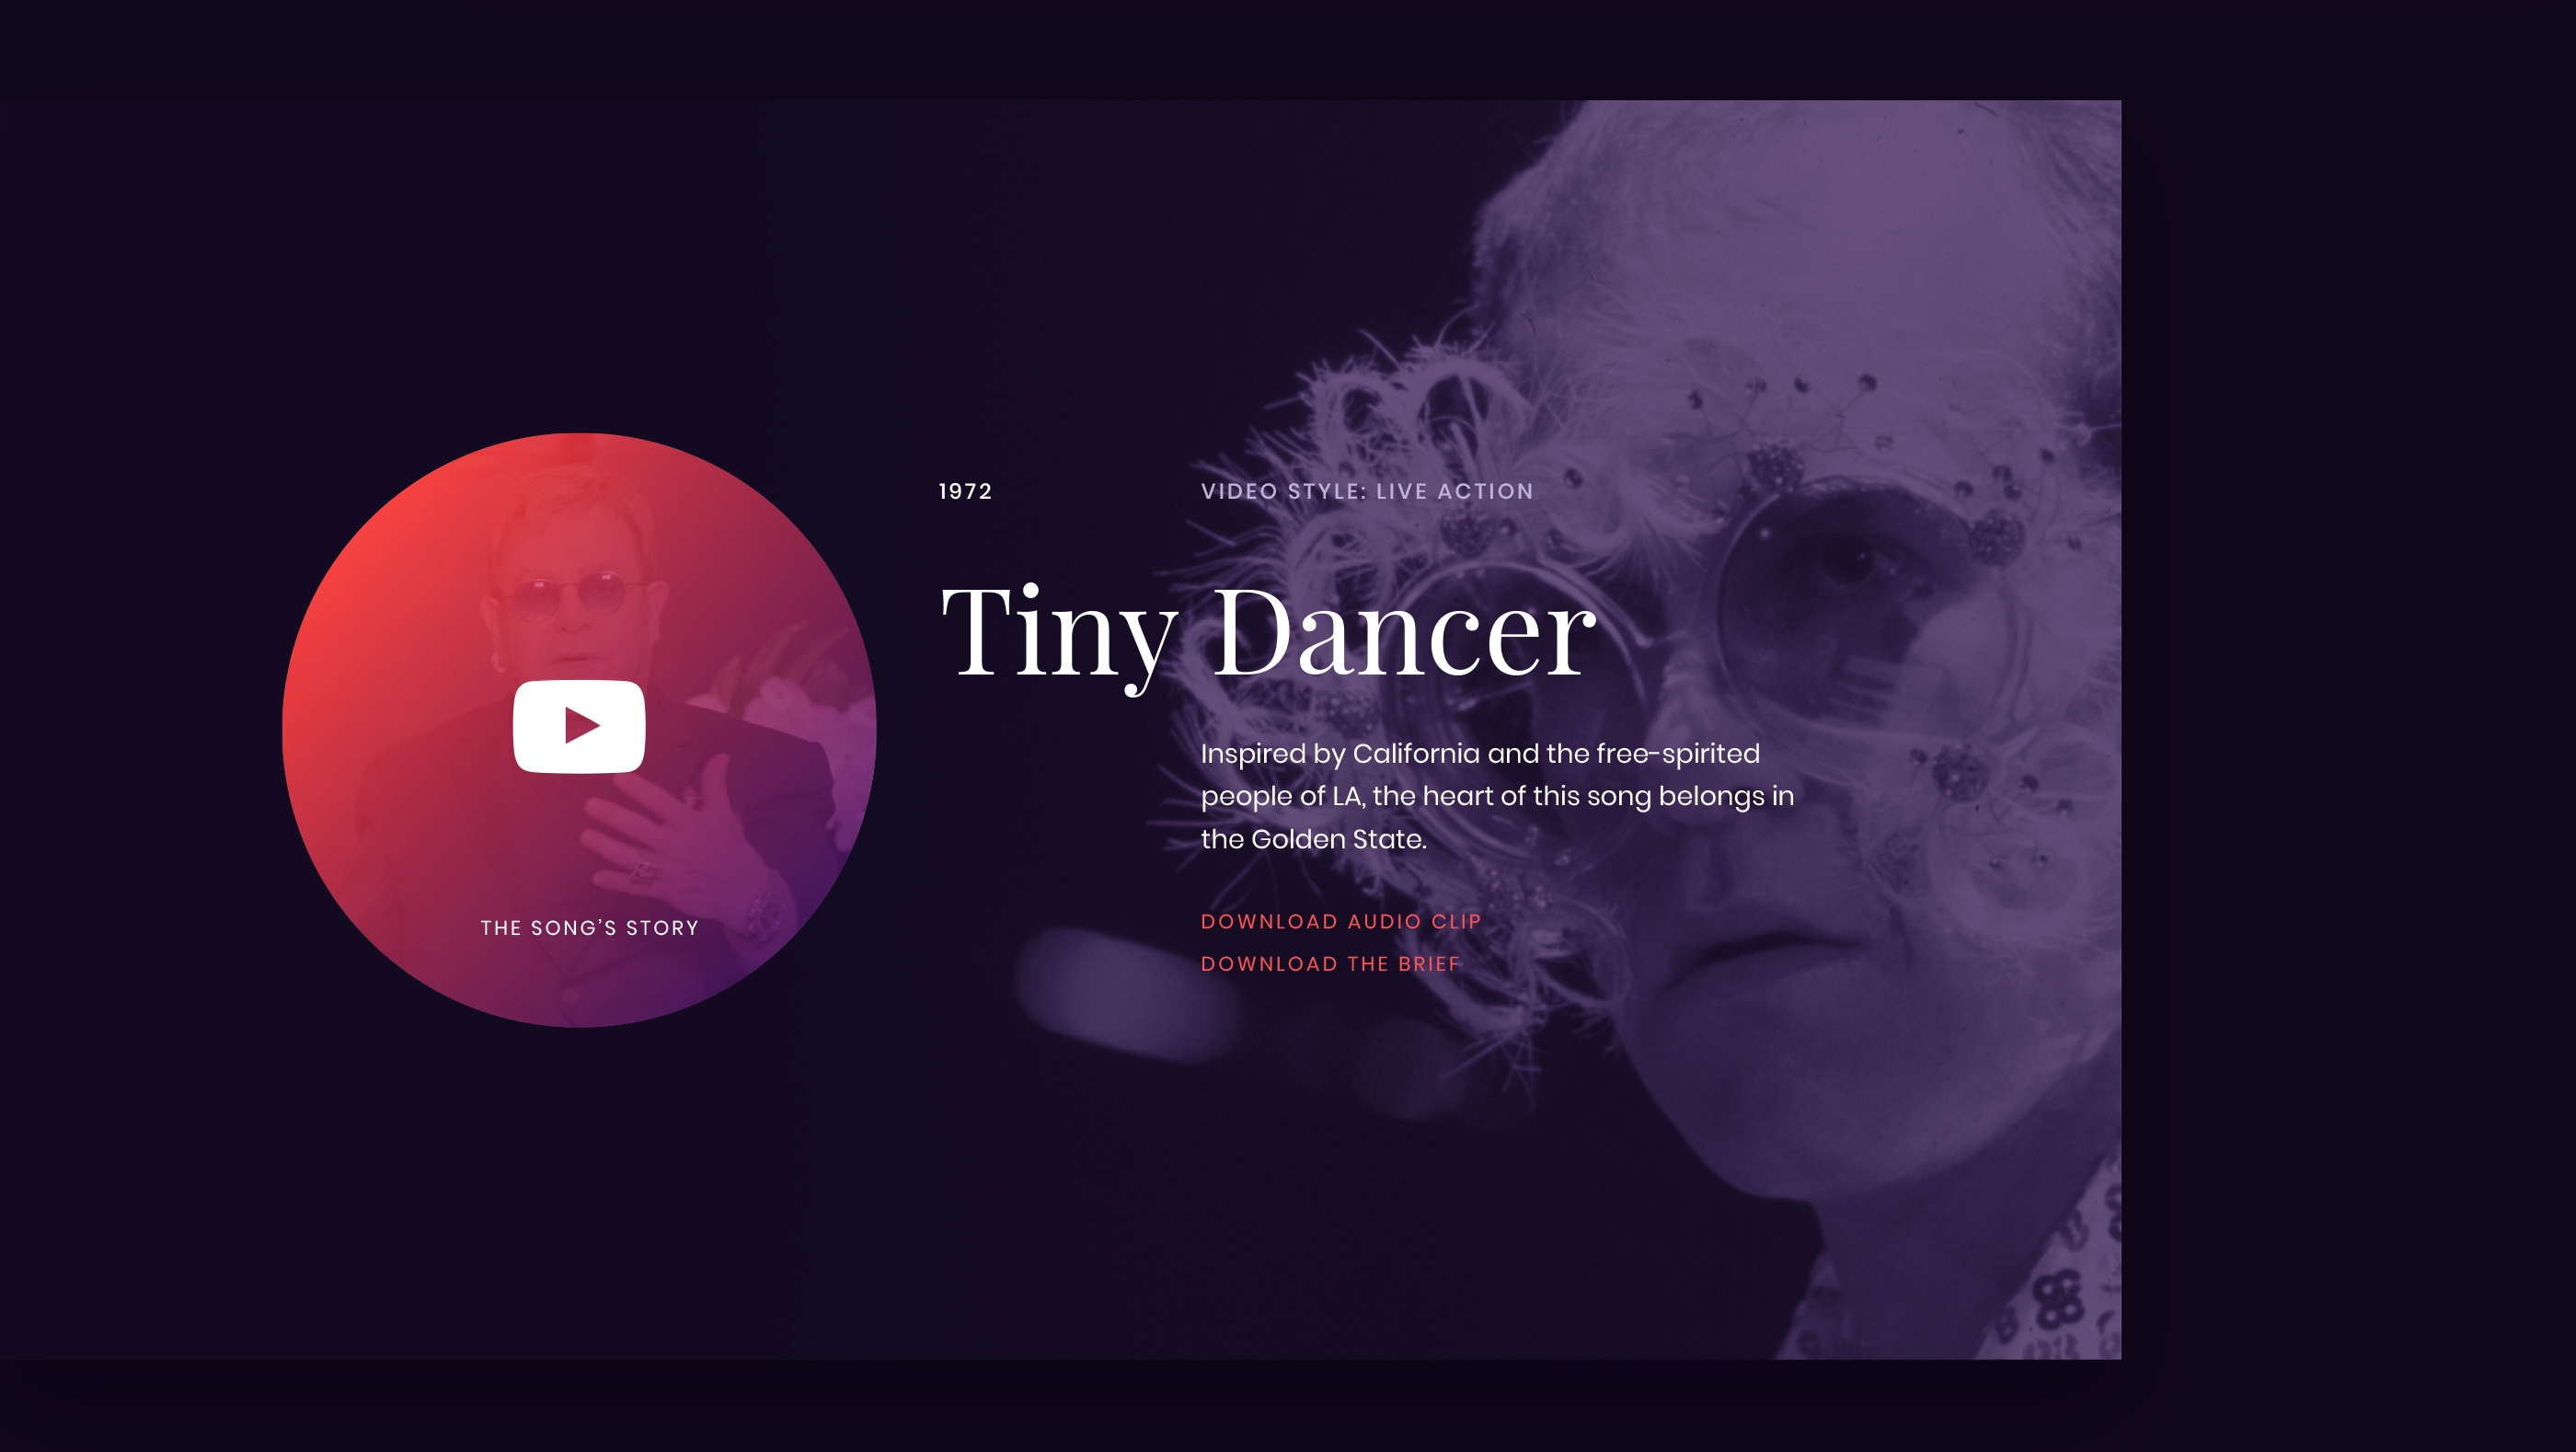 1972
VIDEO STYLE: LIVE ACTION
Tiny Dancer
Inspired by California and the free-spirited
people of LA, the heart of this song belongs in
the Golden State.
DOWNLOAD AUDIO CLIP
DOWNLOAD THE BRIEF
THE SONG’S STORY